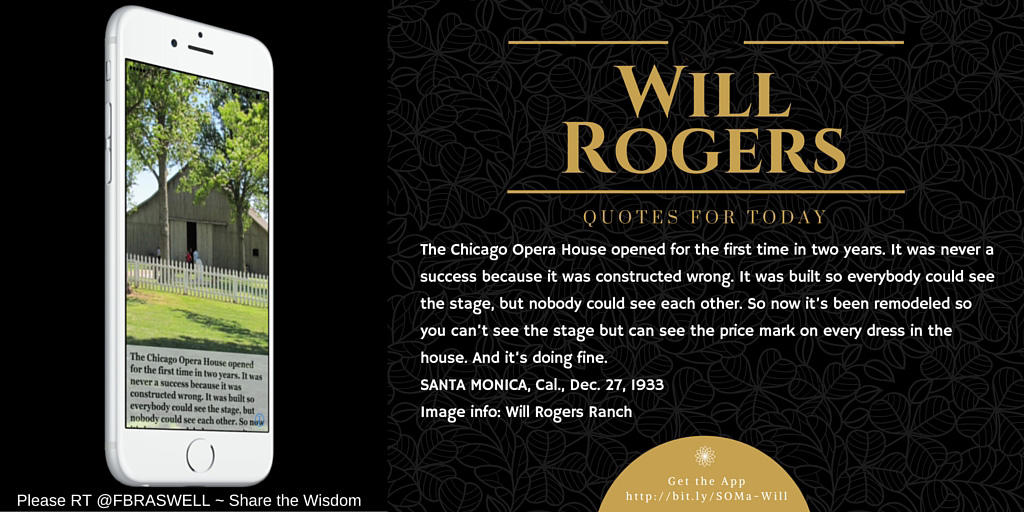 The Chicago Opera House opened
for the first time in two years. It was
never a success because it was
constructed wrong. It was built so
everybody could see the stage, but
nobody could see each other. So now
Please RT @FBRASWELL ~ Share the Wisdom
WILL
ROGERS
QUOTES FOR TODAY
The Chicago Opera House opened for the first time in two years. It was never a
success because it was constructed wrong. It was built so everybody could see
the stage, but nobody could see each other. So now it's been remodeled so
you can't see the stage but can see the price mark on every dress in the
house. And it's doing fine.
SANTA MONICA, Cal., Dec. 27, 1933
Image info: Will Rogers Ranch
Get the App
http://bit.ly/SOMa-Will